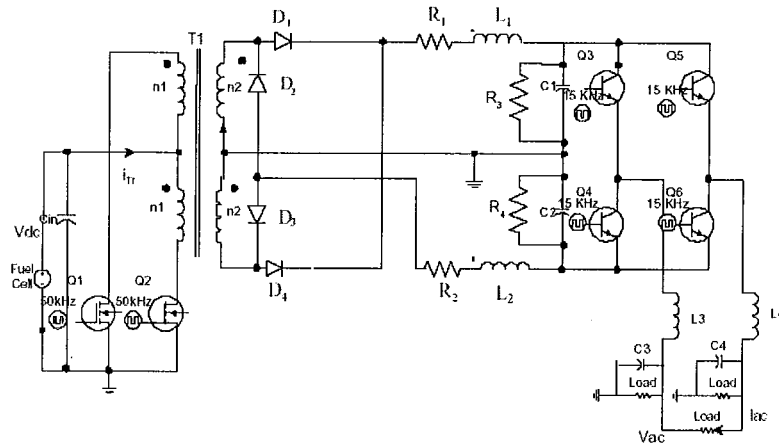 T1
D1
R1
L1
Q3
Q5
n1
n2
D2
R3
C1
15 KHz
15 KHz
iTr
Cin
Vdc
n1
n2
D3
R4
C2
Q4
15 KHz
Q6
15 KHz
Fuel
Cell
Q1
Q2
50kHz
50kHz
D4
R2
L2
L3
C3
C4
Load
Load
Load
Iac
Vac